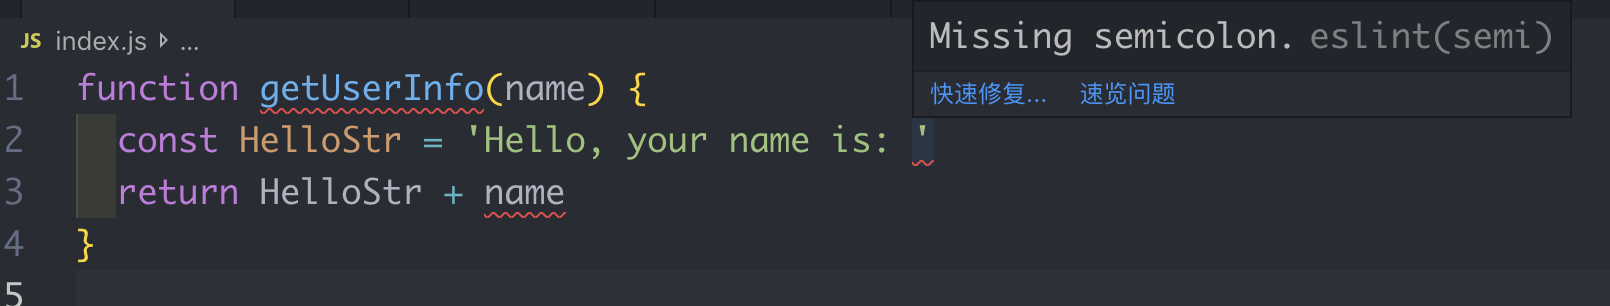 Missing semicolon. eslint(semi)
快速修复... 速览问题
JS index.js ...
1 function getUserInfo(name) {
2 const HelloStr = 'Hello, your name is: '
3 return HelloStr + name
4 }
5